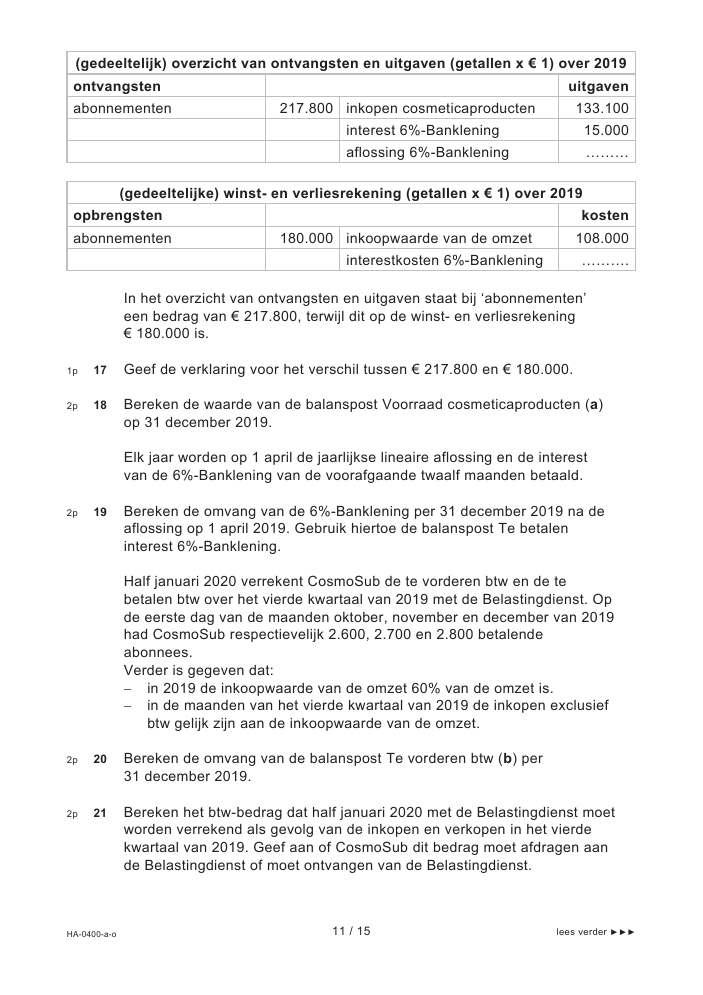 (gedeeltelijk) overzicht van ontvangsten en uitgaven (getallen x € 1) over 2019
ontvangsten uitgaven
abonnementen 217.800 inkopen cosmeticaproducten 133.100
interest 6%-Banklening 15.000
aflossing 6%-Banklening ………
(gedeeltelijke) winst- en verliesrekening (getallen x € 1) over 2019
opbrengsten kosten
abonnementen 180.000 inkoopwaarde van de omzet 108.000
interestkosten 6%-Banklening ……….
In het overzicht van ontvangsten en uitgaven staat bij ‘abonnementen’
een bedrag van € 217.800, terwijl dit op de winst- en verliesrekening
€ 180.000 is.
1p 17 Geef de verklaring voor het verschil tussen € 217.800 en € 180.000.
2p 18 Bereken de waarde van de balanspost Voorraad cosmeticaproducten (a)
op 31 december 2019.
Elk jaar worden op 1 april de jaarlijkse lineaire aflossing en de interest
van de 6%-Banklening van de voorafgaande twaalf maanden betaald.
2p 19 Bereken de omvang van de 6%-Banklening per 31 december 2019 na de
aflossing op 1 april 2019. Gebruik hiertoe de balanspost Te betalen
interest 6%-Banklening.
Half januari 2020 verrekent CosmoSub de te vorderen btw en de te
betalen btw over het vierde kwartaal van 2019 met de Belastingdienst. Op
de eerste dag van de maanden oktober, november en december van 2019
had CosmoSub respectievelijk 2.600, 2.700 en 2.800 betalende
abonnees.
Verder is gegeven dat:
− in 2019 de inkoopwaarde van de omzet 60% van de omzet is.
− in de maanden van het vierde kwartaal van 2019 de inkopen exclusief
btw gelijk zijn aan de inkoopwaarde van de omzet.
2p 20 Bereken de omvang van de balanspost Te vorderen btw (b) per
31 december 2019.
2p 21 Bereken het btw-bedrag dat half januari 2020 met de Belastingdienst moet
worden verrekend als gevolg van de inkopen en verkopen in het vierde
kwartaal van 2019. Geef aan of CosmoSub dit bedrag moet afdragen aan
de Belastingdienst of moet ontvangen van de Belastingdienst.
HA-0400-a-o 11 / 15 lees verder ►►►